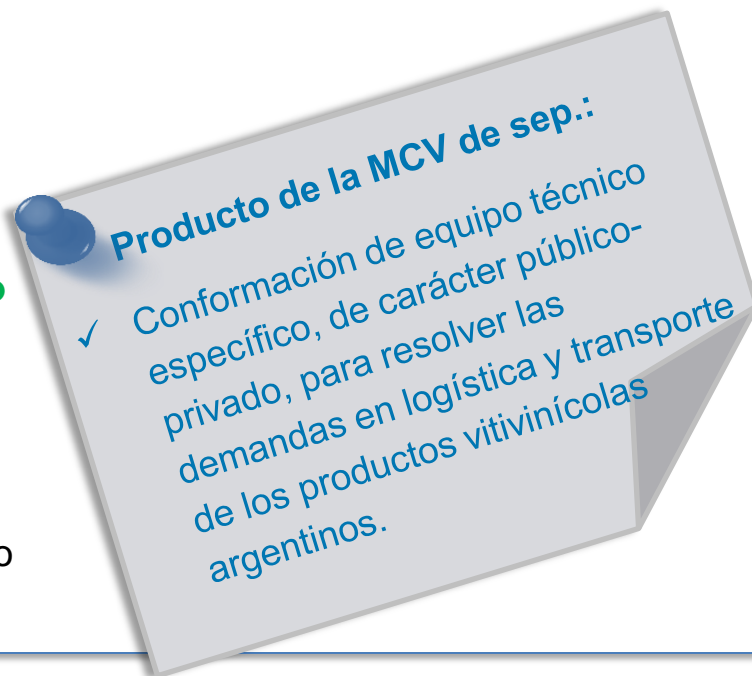 Producto de la MCV de sep.:
✓ Conformación de equipo técnico
específico, de carácter público-
privado, para resolver las
demandas en logística y transporte
de los productos vitivinícolas
argentinos.
o